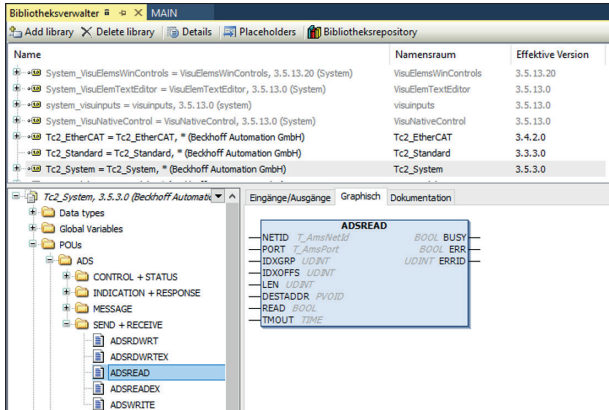 Bibliotheksverwalter MAIN
Add library Delete library Details Placeholders Bibliotheksrepository
Name Namensraum Effektive Version
System_VisuElemsWinControls = VisuElemsWinControls, 3.5.13.20 (System) VisuElemsWinControls 3.5.13.20
System_VisuElemTextEditor = VisuElemTextEditor, 3.5.13.0 (System) VisuElemTextEditor 3.5.13.0
system_visuinputs = visuinputs, 3.5.13.0 (system) visuinputs 3.5.13.0
System_VisuNativeControl = VisuNativeControl, 3.5.13.0 (System) VisuNativeControl 3.5.13.0
Tc2_EtherCAT = Tc2_EtherCAT, * (Beckhoff Automation GmbH) Tc2_EtherCAT 3.4.2.0
Tc2_Standard = Tc2_Standard, * (Beckhoff Automation GmbH) Tc2_Standard 3.3.3.0
Tc2_System = Tc2_System, * (Beckhoff Automation GmbH) Tc2_System 3.5.3.0
Tc2_System, 3.5.3.0 (Beckhoff Automati
Data types
Global Variables
POUs
ADS
CONTROL + STATUS
INDICATION + RESPONSE
MESSAGE
SEND + RECEIVE
ADSRDWRT
ADSRDWRTEX
ADSREAD
ADSREADEX
ADSWRITE
Eingänge/Ausgänge Graphisch Dokumentation
ADSREAD
NETID T_AmsNetId BOOL BUSY
PORT T_AmsPort BOOL ERR
IDXGRP UDINT UDINT ERRID
IDXOFFS UDINT
LEN UDINT
DESTADDR PVOID
READ BOOL
TMOUT TIME